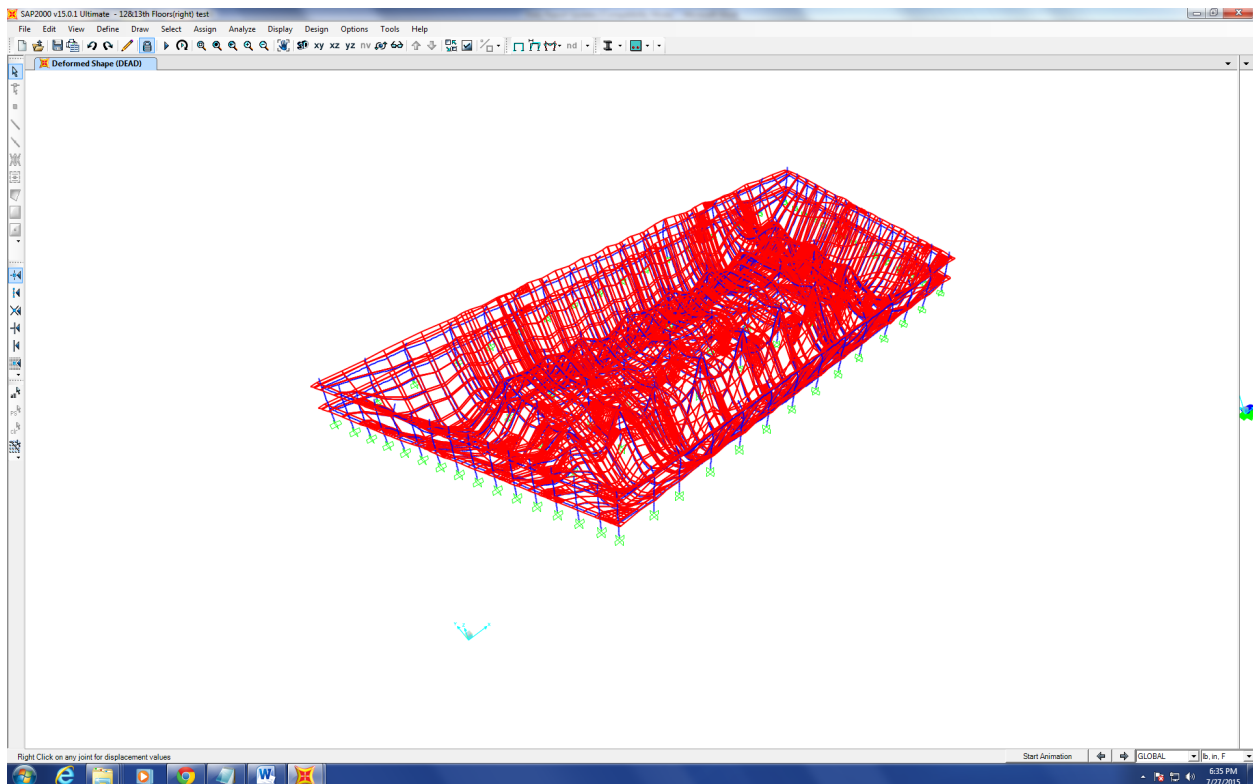 SAP2000 v15.0.1 Ultimate - 12&13th Floors(right) test
File Edit View Define Draw Select Assign Analyze Display Design Options Tools Help
xy xz yz nv nd
Deformed Shape (DEAD)
Right Click on any joint for displacement values
Start Animation
GLOBAL
lb, in, F
6:35 PM
7/27/2015